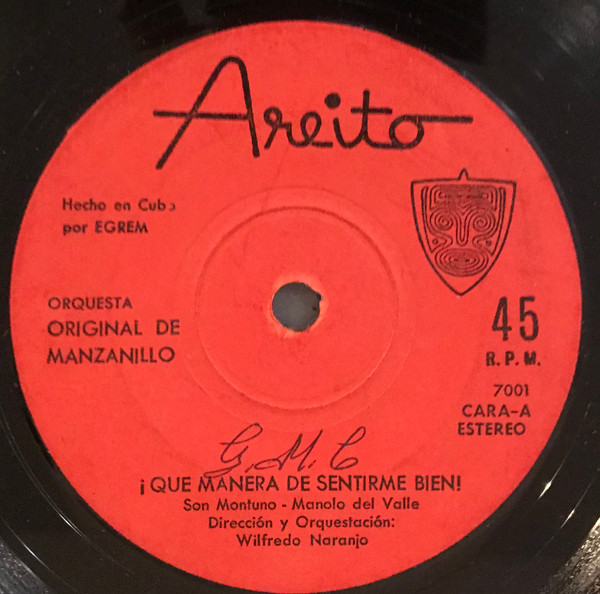 Areito
Hecho en Cuba
por EGREM
ORQUESTA
ORIGINAL DE
MANZANILLO
45
R.P.M.
7001
CARA-A
ESTEREO
G.M.C
¡QUE MANERA DE SENTIRME BIEN!
Son Montuno - Manolo del Valle
Dirección y Orquestación:
Wilfredo Naranjo